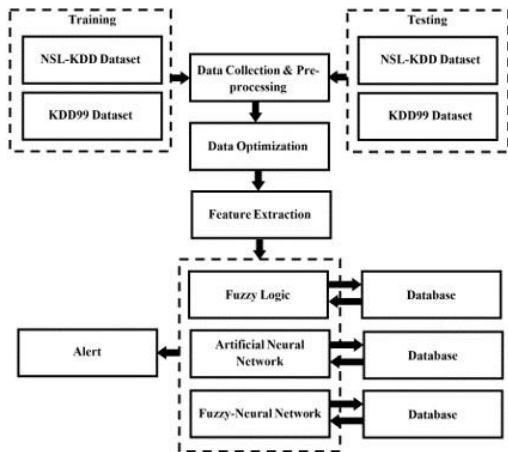 Training
NSL-KDD Dataset
KDD99 Dataset
Testing
NSL-KDD Dataset
KDD99 Dataset
Data Collection & Pre-
processing
Data Optimization
Feature Extraction
Fuzzy Logic
Database
Alert
Artificial Neural
Network
Database
Fuzzy-Neural Network
Database